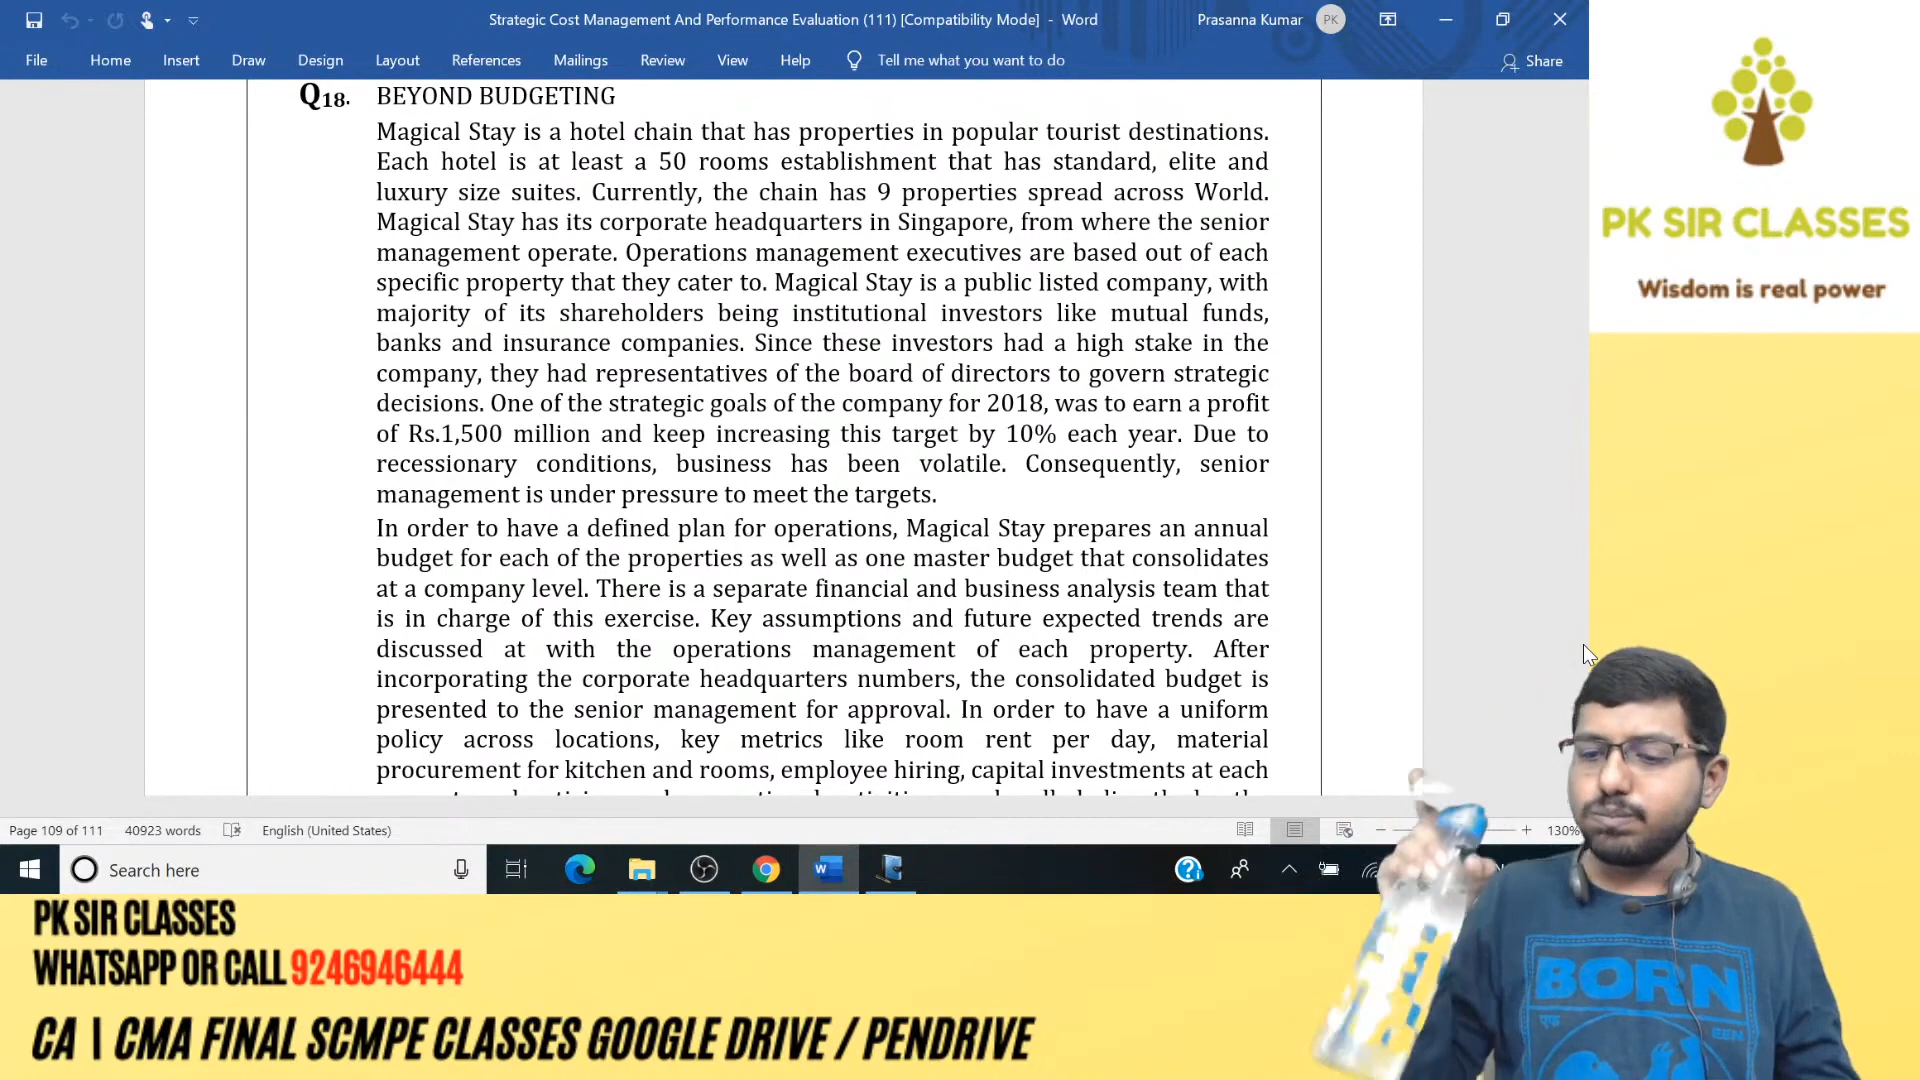 Strategic Cost Management And Performance Evaluation (111) [Compatibility Mode] - Word
Prasanna Kumar PK
File Home Insert Draw Design Layout References Mailings Review View Help Tell me what you want to do Share
Q18. BEYOND BUDGETING
Magical Stay is a hotel chain that has properties in popular tourist destinations.
Each hotel is at least a 50 rooms establishment that has standard, elite and
luxury size suites. Currently, the chain has 9 properties spread across World.
Magical Stay has its corporate headquarters in Singapore, from where the senior
management operate. Operations management executives are based out of each
specific property that they cater to. Magical Stay is a public listed company, with
majority of its shareholders being institutional investors like mutual funds,
banks and insurance companies. Since these investors had a high stake in the
company, they had representatives of the board of directors to govern strategic
decisions. One of the strategic goals of the company for 2018, was to earn a profit
of Rs.1,500 million and keep increasing this target by 10% each year. Due to
recessionary conditions, business has been volatile. Consequently, senior
management is under pressure to meet the targets.
In order to have a defined plan for operations, Magical Stay prepares an annual
budget for each of the properties as well as one master budget that consolidates
at a company level. There is a separate financial and business analysis team that
is in charge of this exercise. Key assumptions and future expected trends are
discussed at with the operations management of each property. After
incorporating the corporate headquarters numbers, the consolidated budget is
presented to the senior management for approval. In order to have a uniform
policy across locations, key metrics like room rent per day, material
procurement for kitchen and rooms, employee hiring, capital investments at each
Page 109 of 111 40923 words English (United States) 130%
Search here
PK SIR CLASSES
Wisdom is real power
PK SIR CLASSES
WHATSAPP OR CALL 9246946444
CA \ CMA FINAL SCMPE CLASSES GOOGLE DRIVE / PENDRIVE
BORN